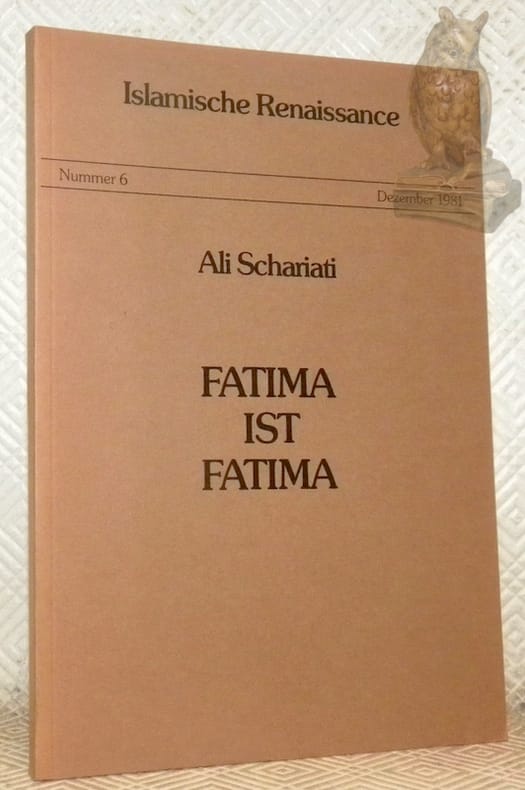 Islamische Renaissance
Nummer 6
Dezember 1981
Ali Schariati
FATIMA
IST
FATIMA